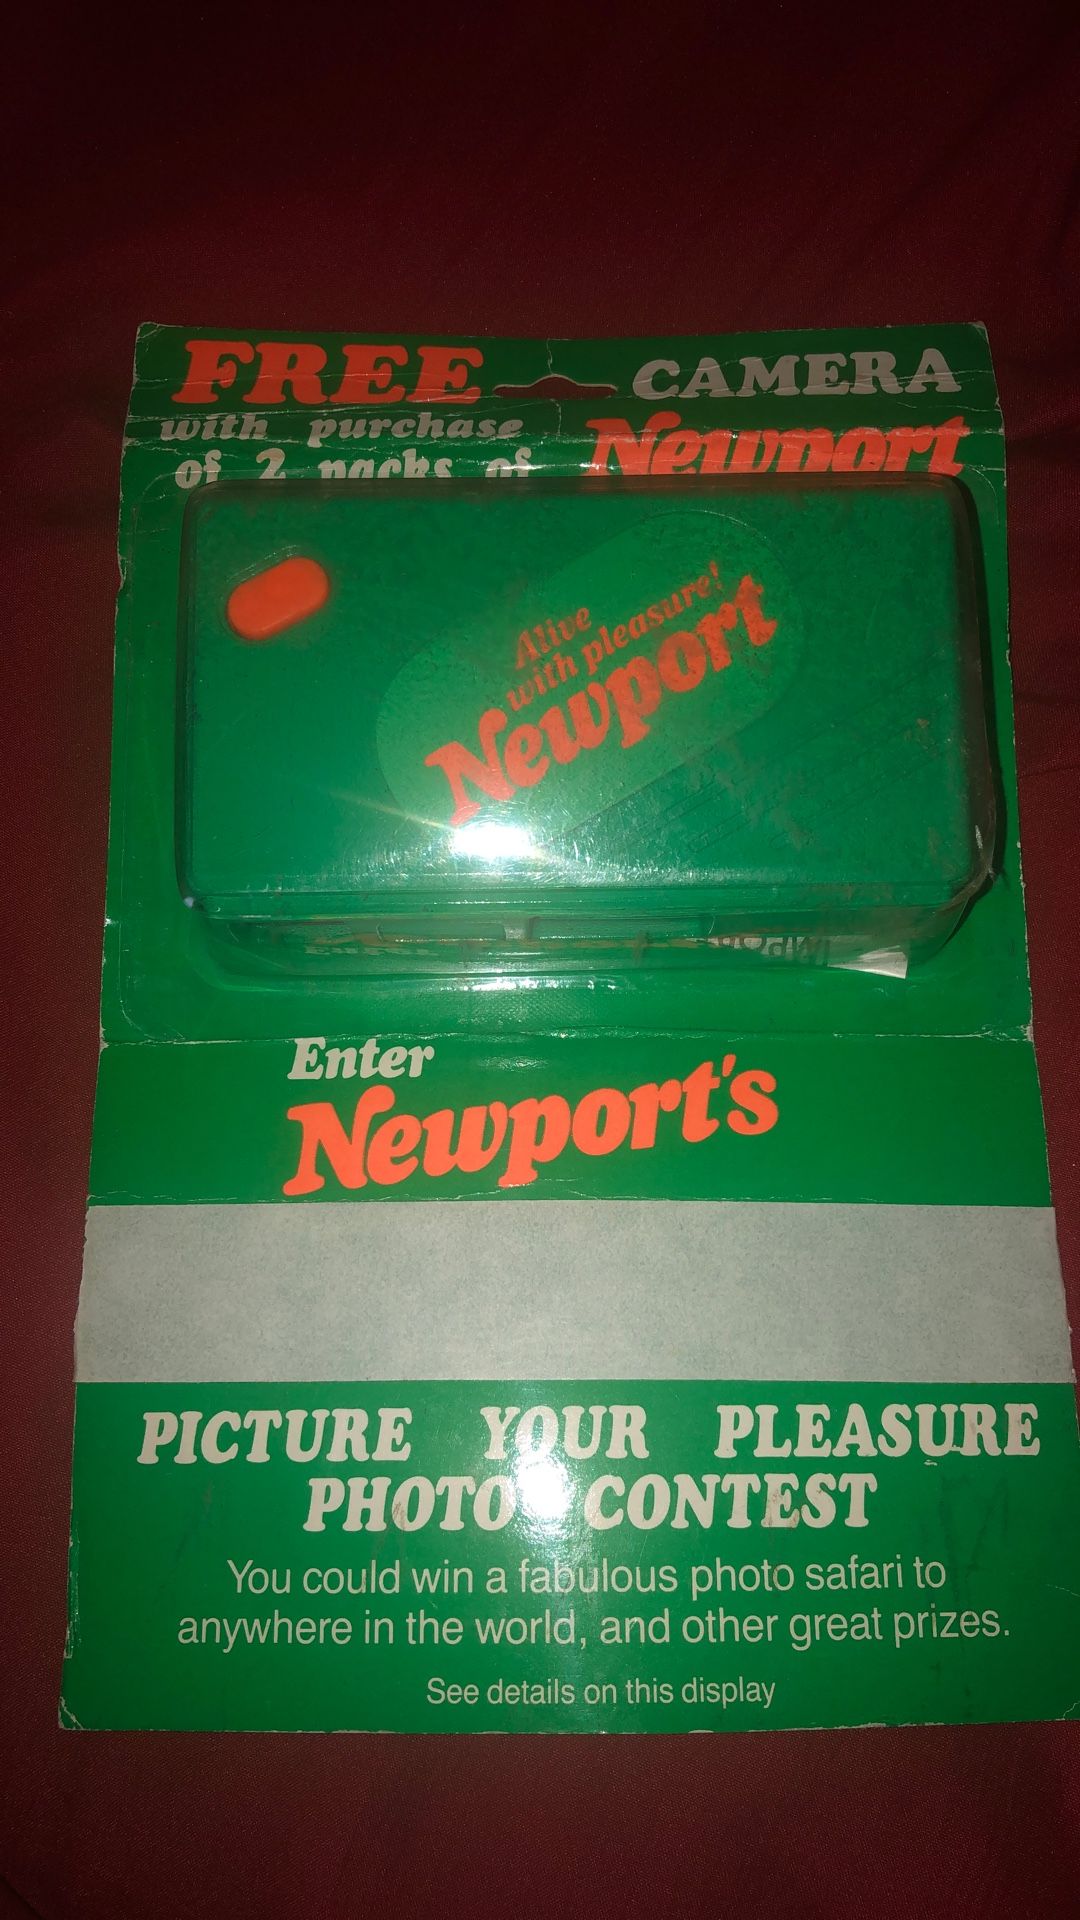 FREE CAMERA
with purchase
of 2 packs of Newport
Alive
with pleasure!
Newport
Enter
Newport's
PICTURE YOUR PLEASURE
PHOTO CONTEST
You could win a fabulous photo safari to
anywhere in the world, and other great prizes.
See details on this display